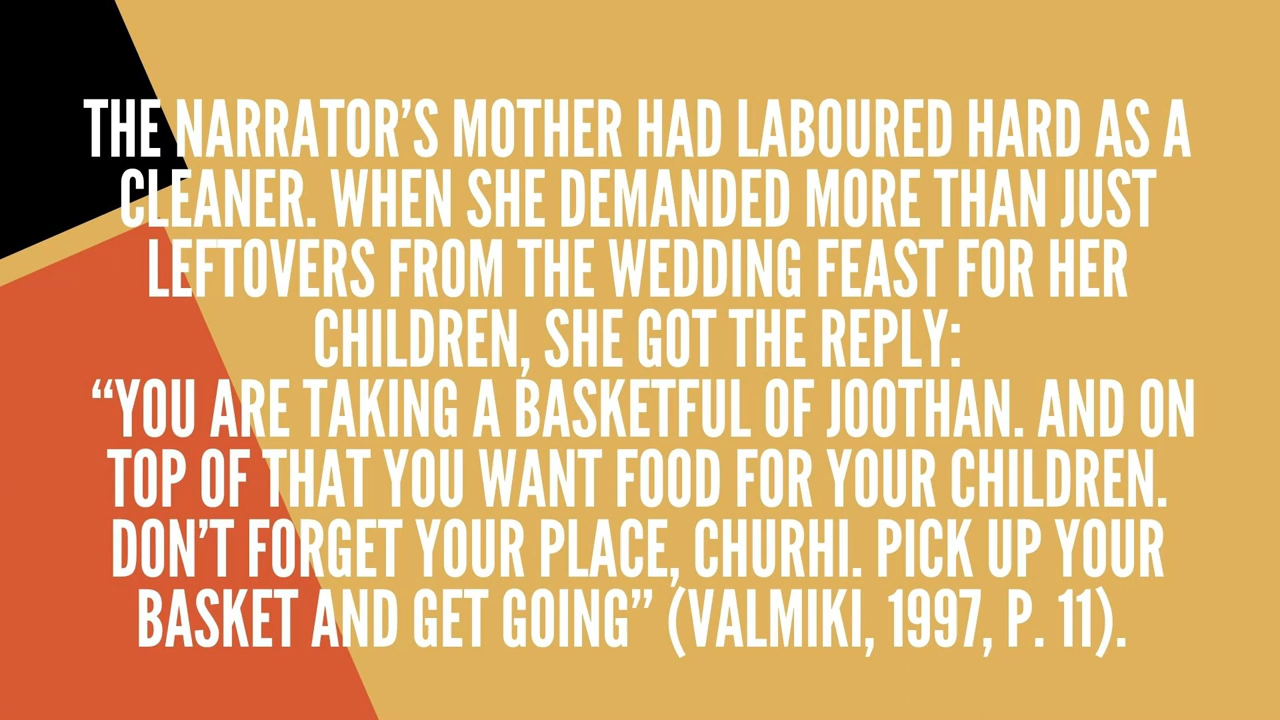 THE NARRATOR’S MOTHER HAD LABOURED HARD AS A
CLEANER. WHEN SHE DEMANDED MORE THAN JUST
LEFTOVERS FROM THE WEDDING FEAST FOR HER
CHILDREN, SHE GOT THE REPLY:
“YOU ARE TAKING A BASKETFUL OF JOOTHAN. AND ON
TOP OF THAT YOU WANT FOOD FOR YOUR CHILDREN.
DON’T FORGET YOUR PLACE, CHURHI. PICK UP YOUR
BASKET AND GET GOING” (VALMIKI, 1997, P. 11).